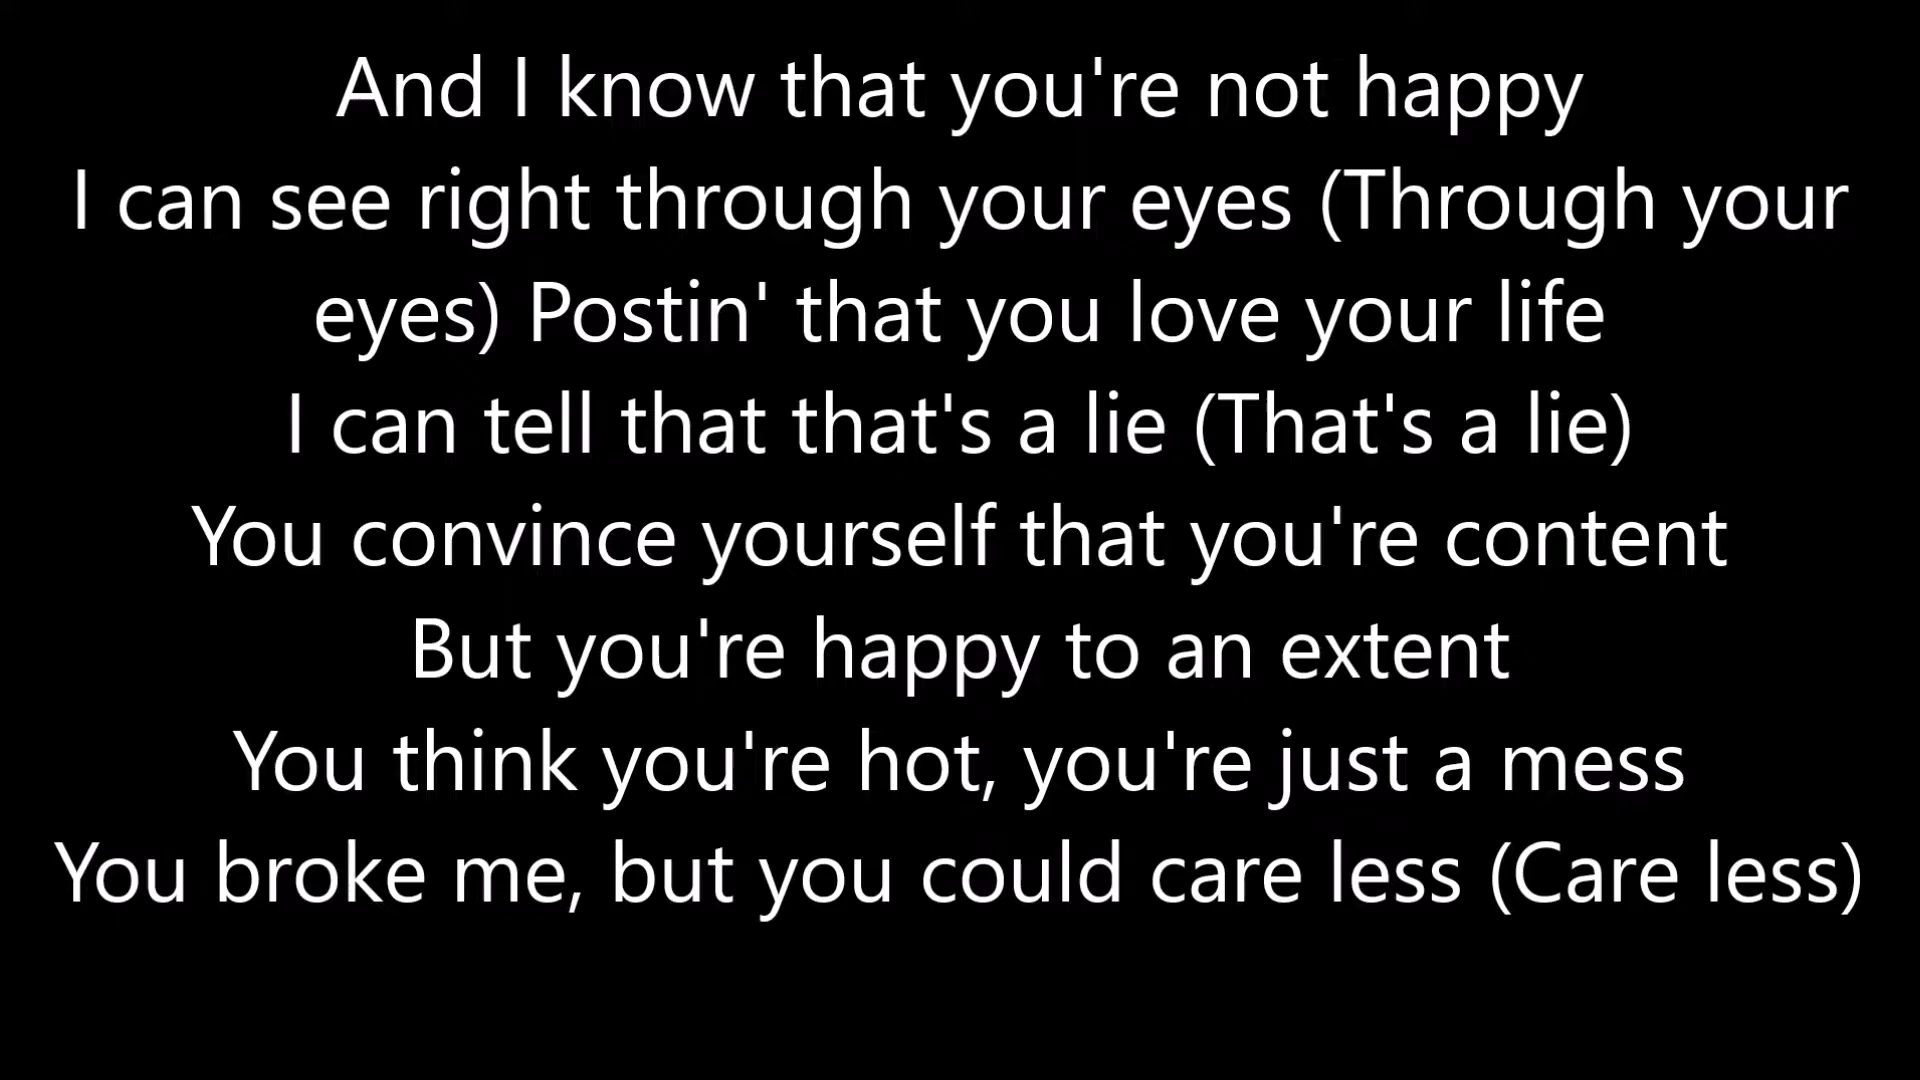 And I know that you're not happy
I can see right through your eyes (Through your
eyes) Postin' that you love your life
I can tell that that's a lie (That's a lie)
You convince yourself that you're content
But you're happy to an extent
You think you're hot, you're just a mess
You broke me, but you could care less (Care less)